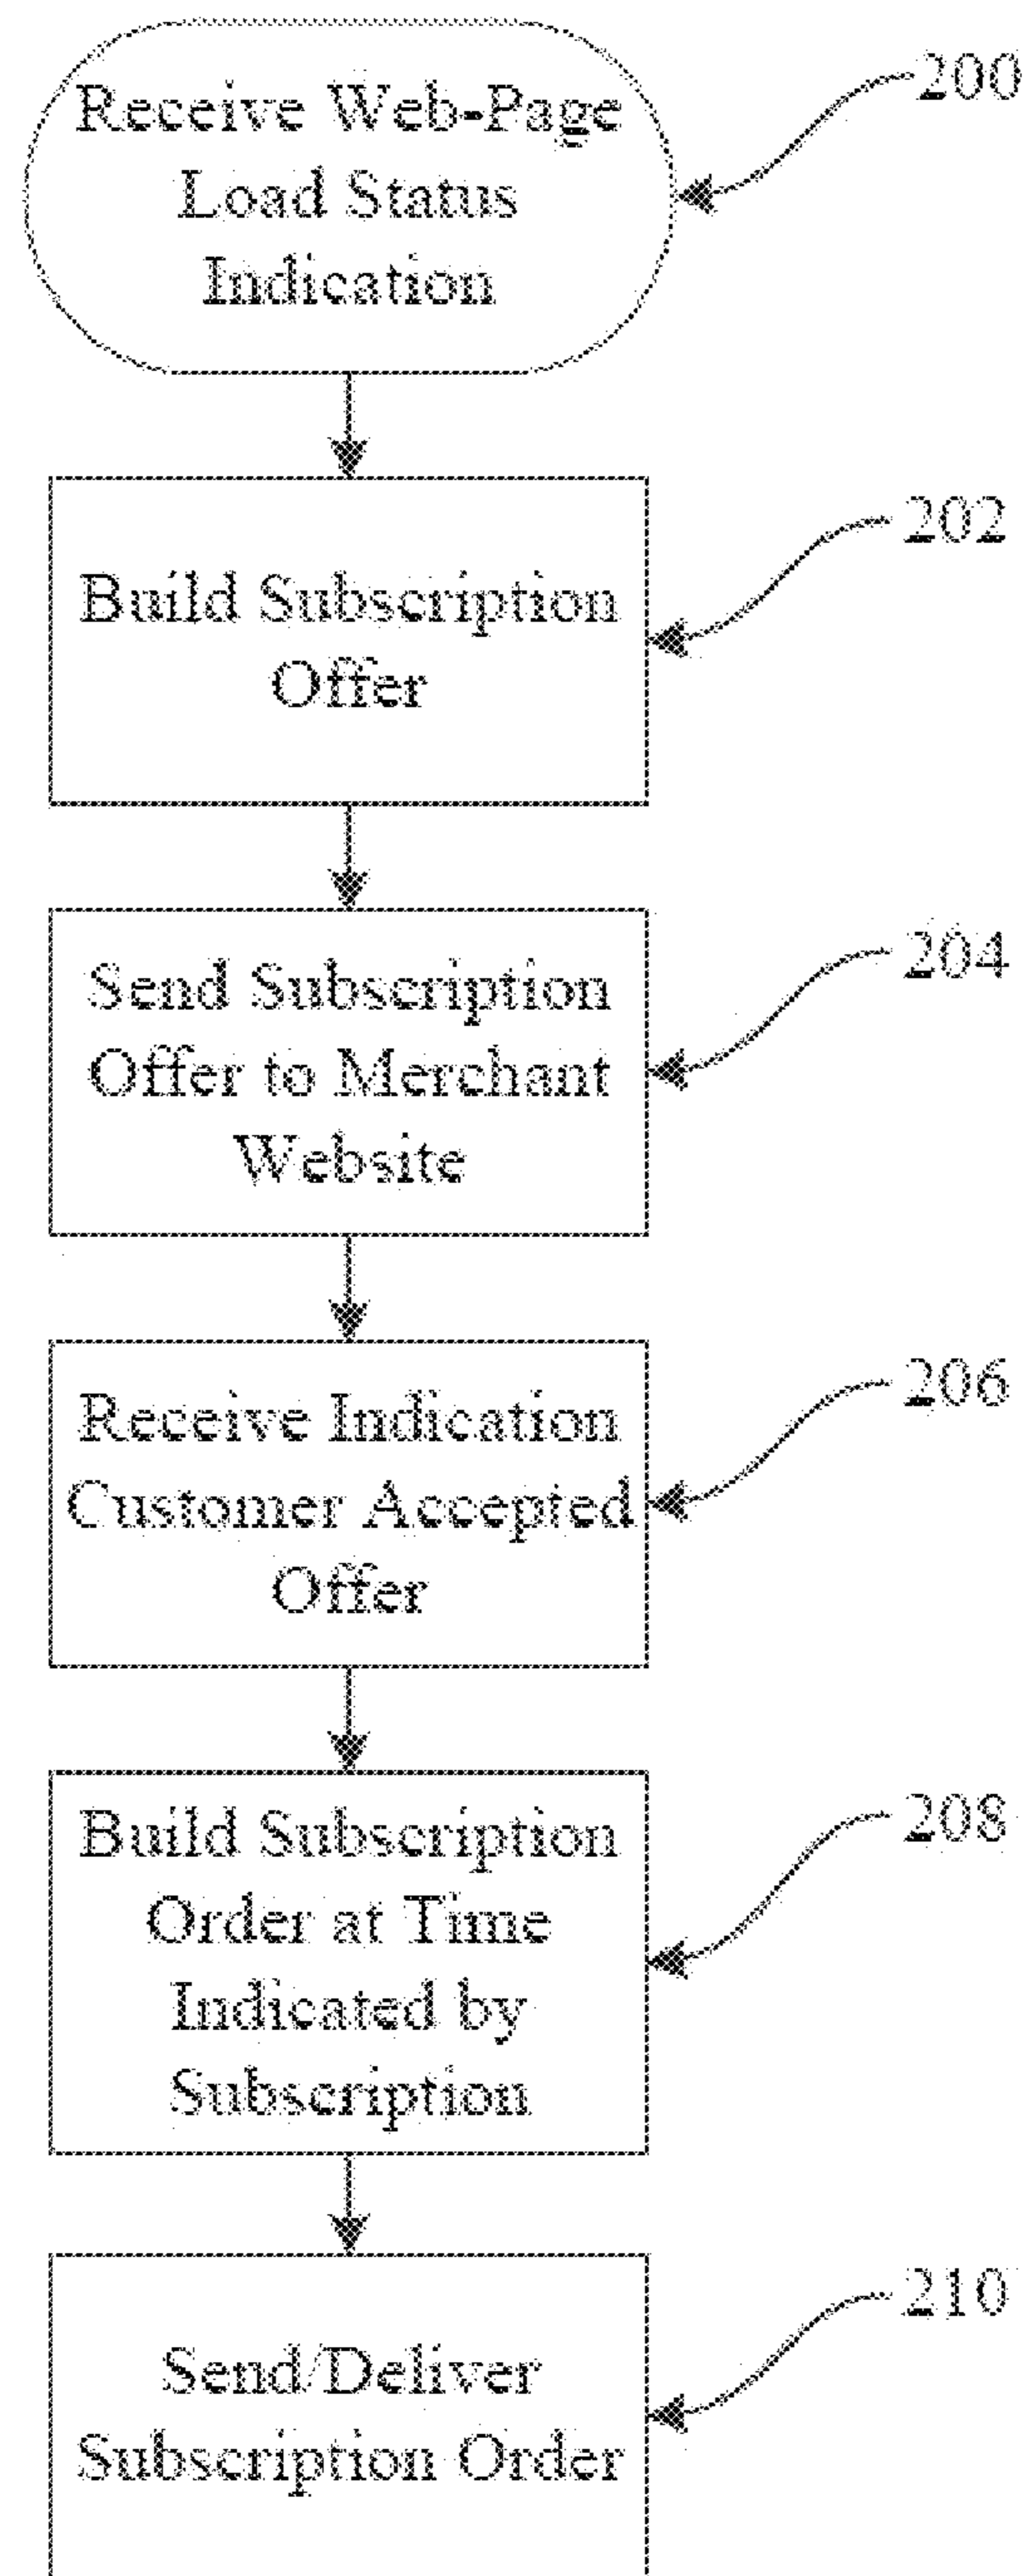 Receive Web-Page
Load Status
Indication
200
Build Subscription
Offer
202
Send Subscription
Offer to Merchant
Website
204
Receive Indication
Customer Accepted
Offer
206
Build Subscription
Order at Time
Indicated by
Subscription
208
Send/Deliver
Subscription Order
210